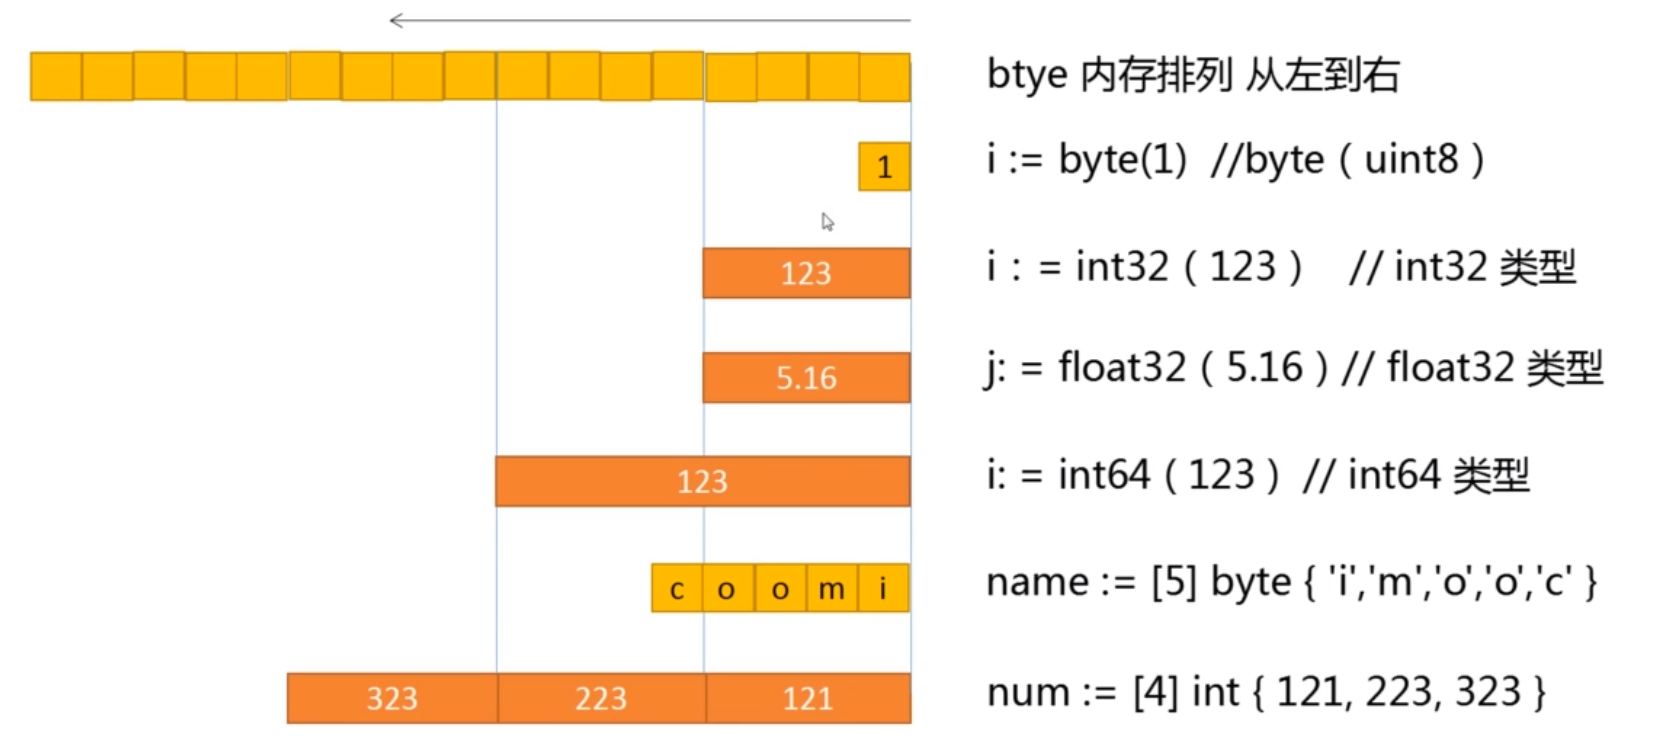 btye 内存排列 从左到右
1
i := byte(1) //byte ( uint8 )
123
i : = int32 ( 123 ) // int32 类型
5.16
j: = float32 ( 5.16 ) // float32 类型
123
i: = int64 ( 123 ) // int64 类型
c o o m i
name := [5] byte { 'i','m','o','o','c' }
323 223 121
num := [4] int { 121, 223, 323 }